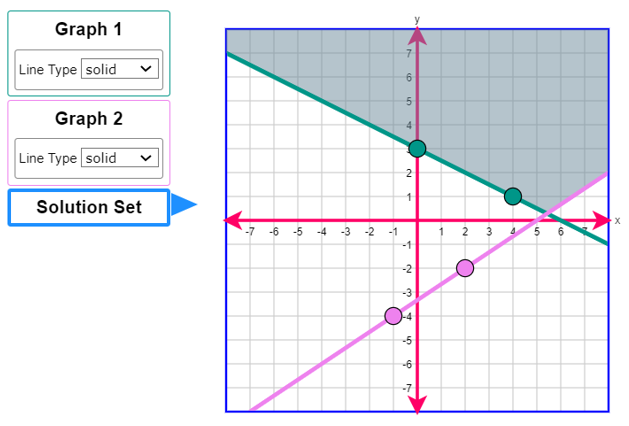 Graph 1
Line Type solid
Graph 2
Line Type solid
Solution Set
y
7
6
5
4
3
2
1
-7 -6 -5 -4 -3 -2 -1 1 2 3 4 5 6 7 x
-1
-2
-3
-4
-5
-6
-7